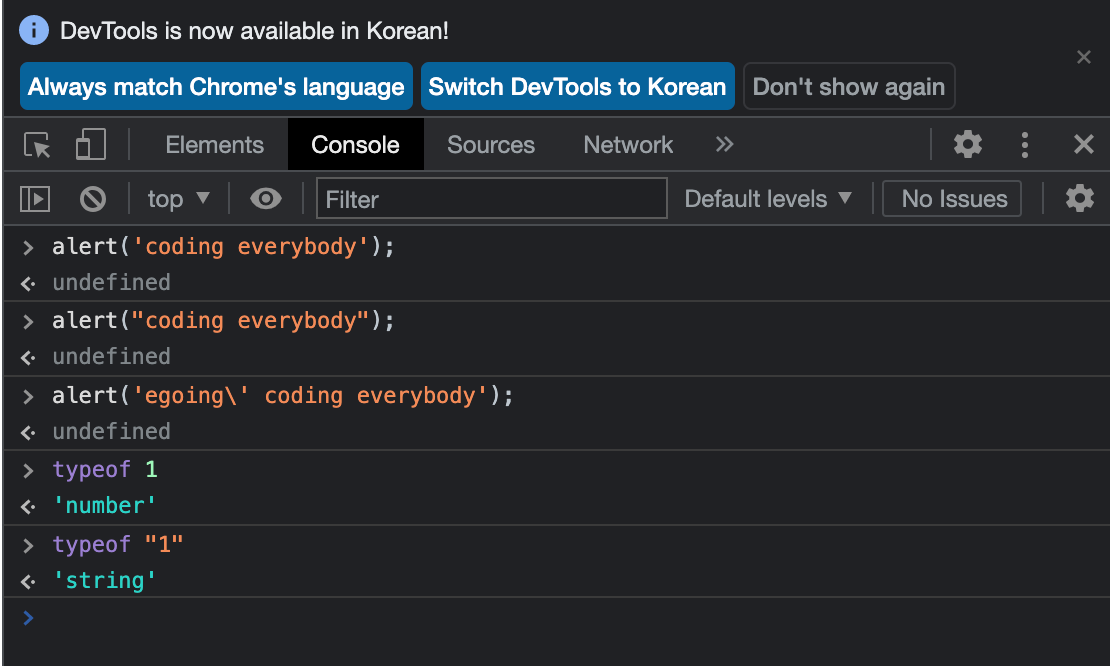 DevTools is now available in Korean!
Always match Chrome's language Switch DevTools to Korean Don't show again
Elements Console Sources Network
top Filter Default levels No Issues
alert('coding everybody');
undefined
alert("coding everybody");
undefined
alert('egoing\' coding everybody');
undefined
typeof 1
'number'
typeof "1"
'string'